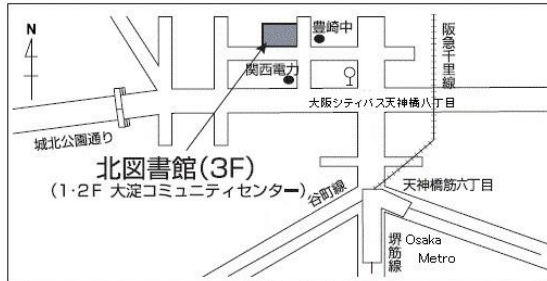 N
豊崎中
阪急千里線
関西電力
大阪シティバス天神橋八丁目
城北公園通り
北図書館(3F)
(1・2F 大淀コミュニティセンター)
谷町線
天神橋筋六丁目
堺筋線
Osaka
Metro